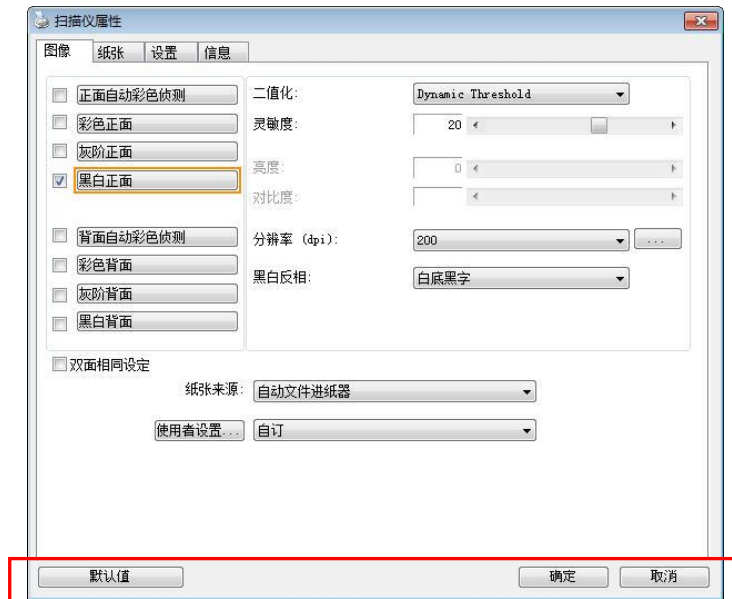 扫描仪属性
图像 纸张 设置 信息
正面自动彩色侦测
彩色正面
灰阶正面
黑白正面
背面自动彩色侦测
彩色背面
灰阶背面
黑白背面
二值化: Dynamic Threshold
灵敏度: 20
亮度: 0
对比度:
分辨率 (dpi): 200 ...
黑白反相: 白底黑字
双面相同设定
纸张来源: 自动文件进纸器
使用者设置... 自订
默认值 确定 取消